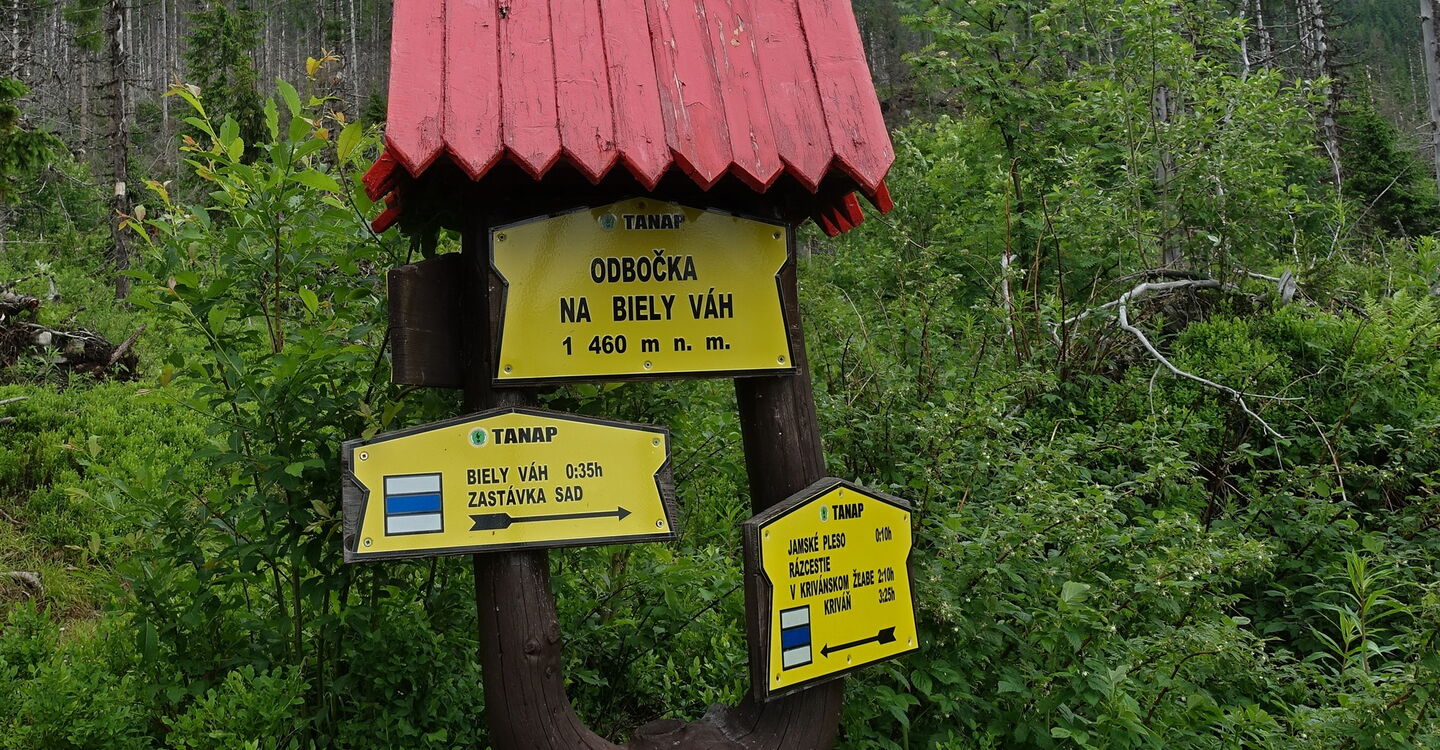 TANAP
ODBOČKA
NA BIELY VÁH
1 460 m n. m.
TANAP
BIELY VÁH 0:35h
ZASTÁVKA SAD
TANAP
JAMSKÉ PLESO 0:10h
RÁZCESTIE
V KRIVÁNSKOM ŽĽABE 2:10h
KRIVÁŇ 3:25h